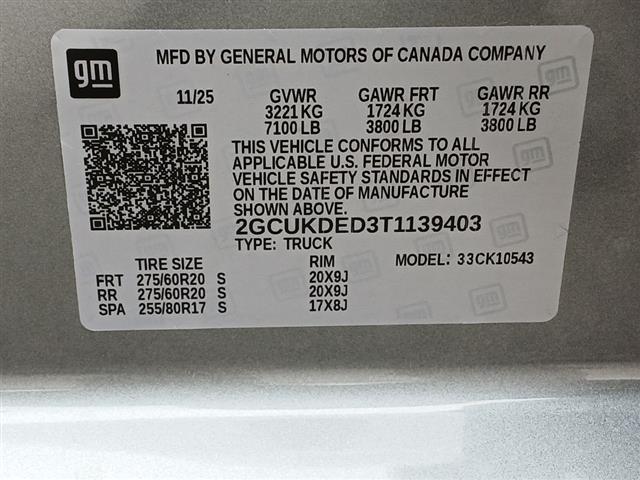 gm
MFD BY GENERAL MOTORS OF CANADA COMPANY
11/25 GVWR GAWR FRT GAWR RR
3221 KG 1724 KG 1724 KG
7100 LB 3800 LB 3800 LB
THIS VEHICLE CONFORMS TO ALL
APPLICABLE U.S. FEDERAL MOTOR
VEHICLE SAFETY STANDARDS IN EFFECT
ON THE DATE OF MANUFACTURE
SHOWN ABOVE.
2GCUKDED3T1139403
TYPE: TRUCK MODEL: 33CK10543
TIRE SIZE RIM
FRT 275/60R20 S 20X9J
RR 275/60R20 S 20X9J
SPA 255/80R17 S 17X8J